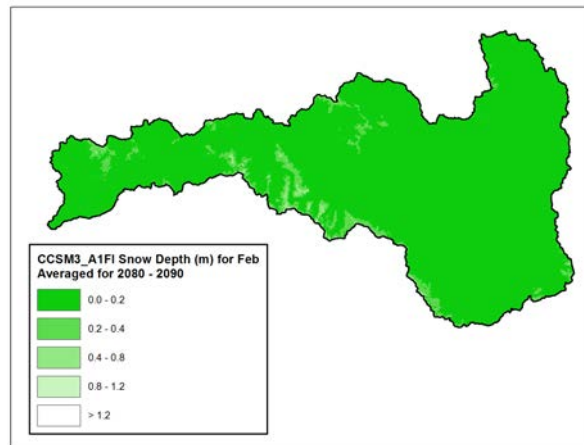 CCSM3_A1FI Snow Depth (m) for Feb
Averaged for 2080 - 2090
0.0 - 0.2
0.2 - 0.4
0.4 - 0.8
0.8 - 1.2
> 1.2